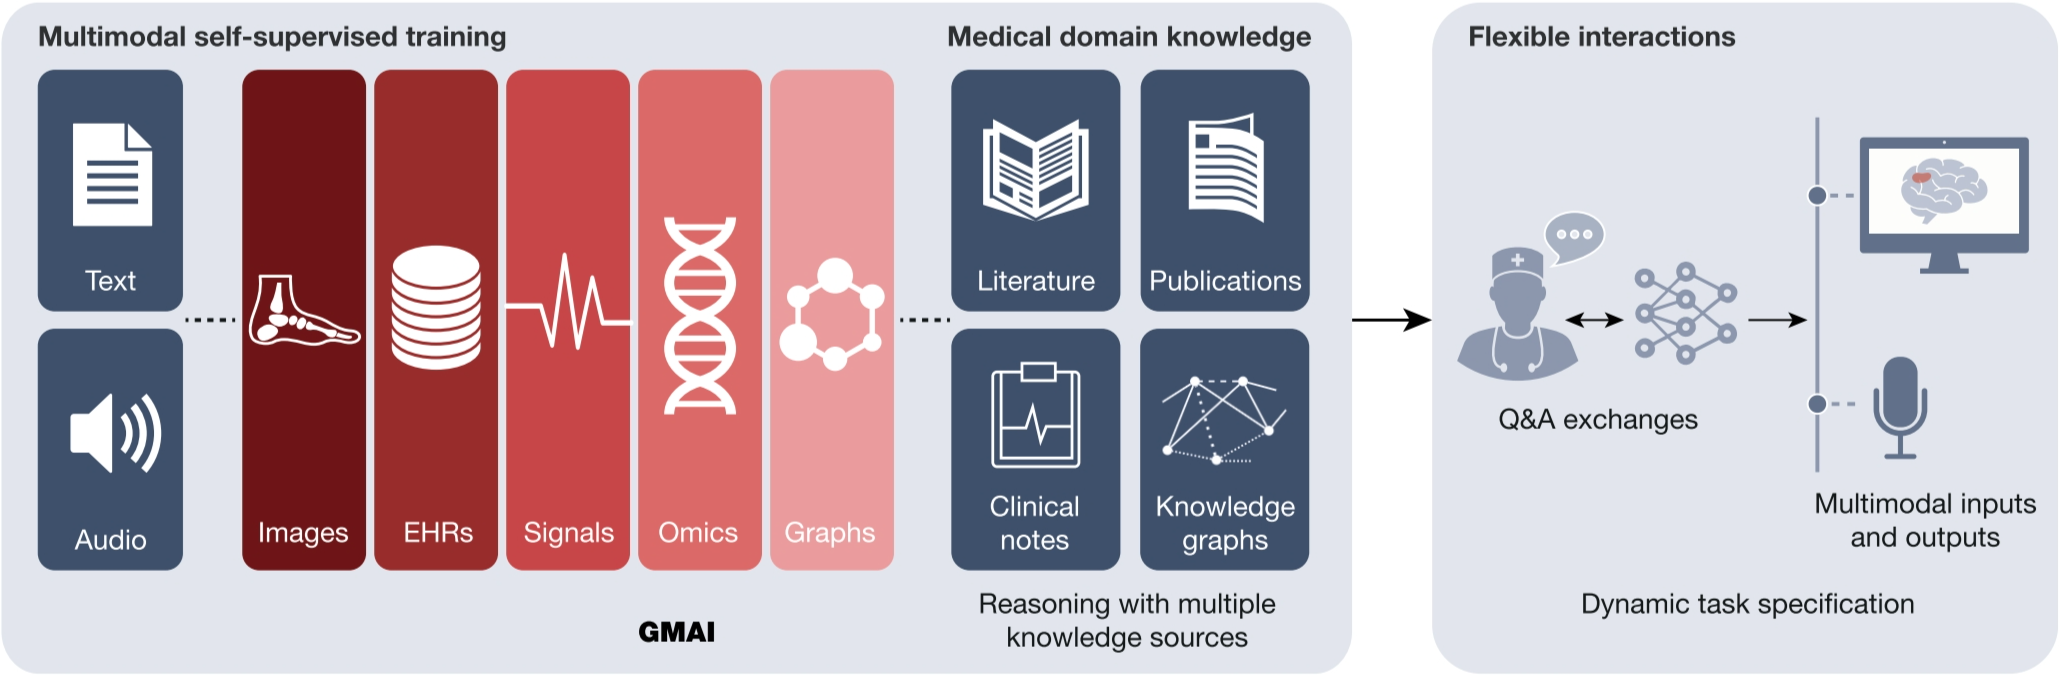 Multimodal self-supervised training
Text
Audio
Images
EHRs
Signals
Omics
Graphs
GMAI
Medical domain knowledge
Literature
Publications
Clinical
notes
Knowledge
graphs
Reasoning with multiple
knowledge sources
Flexible interactions
Q&A exchanges
Multimodal inputs
and outputs
Dynamic task specification